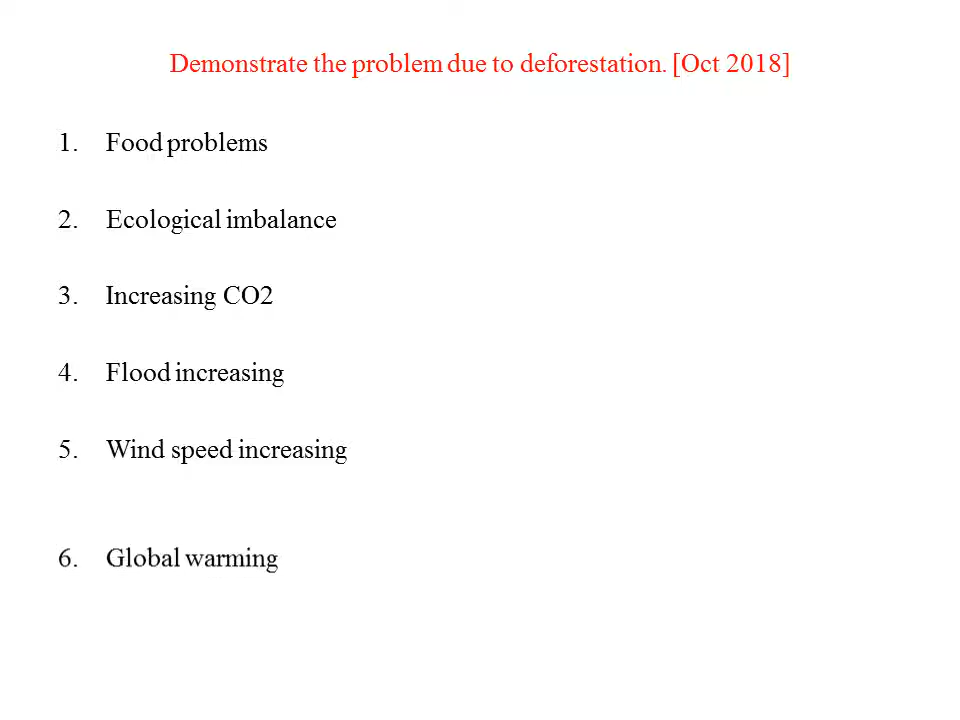 Demonstrate the problem due to deforestation. [Oct 2018]
1. Food problems
2. Ecological imbalance
3. Increasing CO2
4. Flood increasing
5. Wind speed increasing
6. Global warming